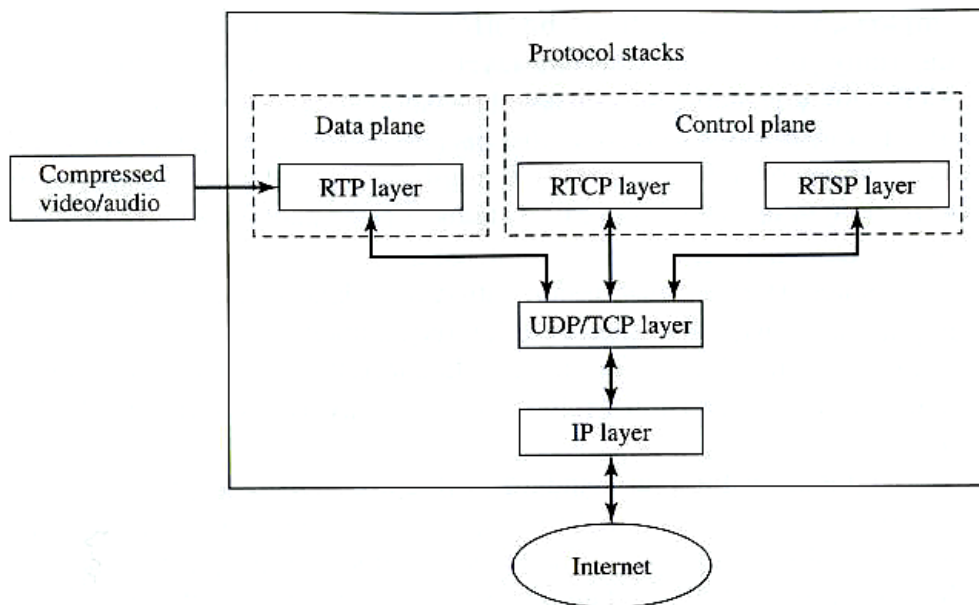 Protocol stacks
Data plane
Control plane
Compressed
video/audio
RTP layer
RTCP layer
RTSP layer
UDP/TCP layer
IP layer
Internet